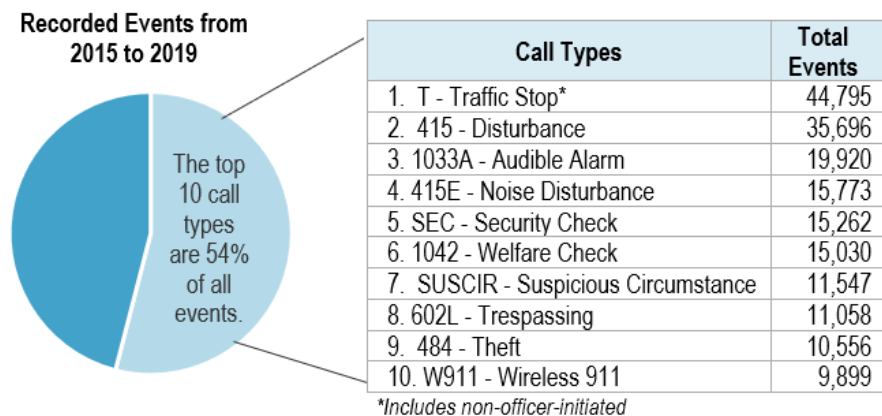 Recorded Events from
2015 to 2019
The top
10 call
types
are 54%
of all
events.
Call Types Total Events
1. T - Traffic Stop* 44,795
2. 415 - Disturbance 35,696
3. 1033A - Audible Alarm 19,920
4. 415E - Noise Disturbance 15,773
5. SEC - Security Check 15,262
6. 1042 - Welfare Check 15,030
7. SUSCIR - Suspicious Circumstance 11,547
8. 602L - Trespassing 11,058
9. 484 - Theft 10,556
10. W911 - Wireless 911 9,899
*Includes non-officer-initiated